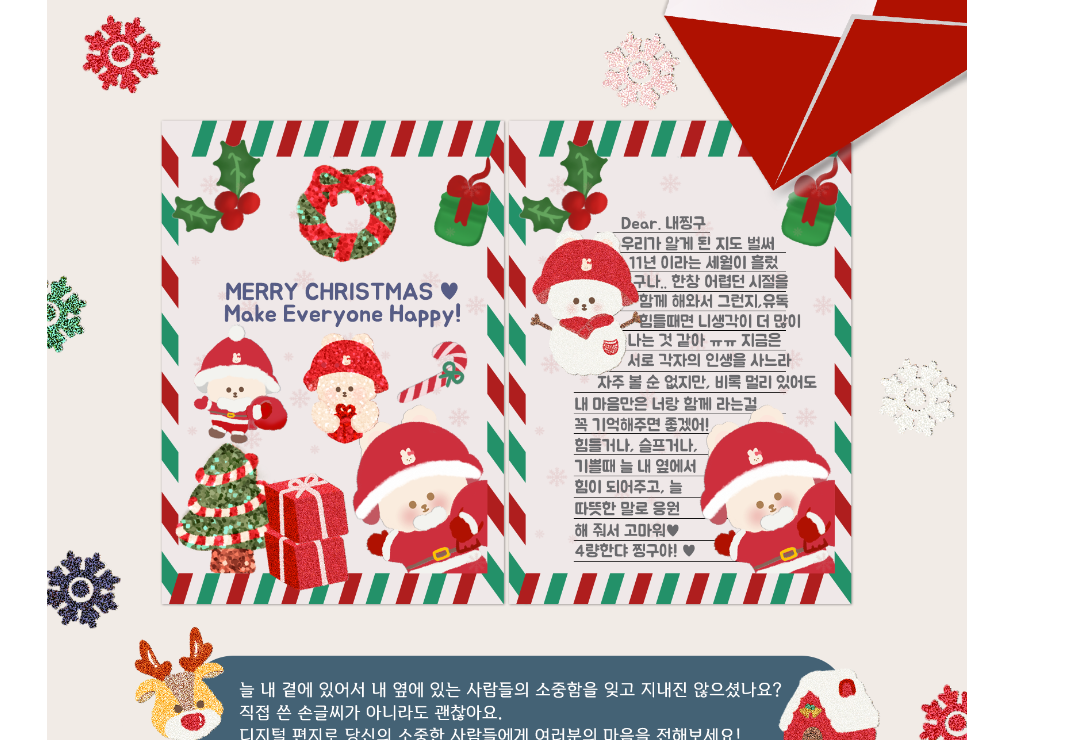 MERRY CHRISTMAS ♥
Make Everyone Happy!
Dear. 내찡구
우리가 알게 된 지도 벌써
11년 이라는 세월이 흘렀
구나.. 한창 어렵던 시절을
함께 해와서 그런지,유독
힘들때면 니생각이 더 많이
나는 것 같아 ㅠㅠ 지금은
서로 각자의 인생을 사느라
자주 볼 순 없지만, 비록 멀리 있어도
내 마음만은 너랑 함께 라는걸
꼭 기억해주면 좋겠어!
힘들거나, 슬프거나,
기쁠때 늘 내 옆에서
힘이 되어주고, 늘
따뜻한 말로 응원
해 줘서 고마워♥
4량한댜 찡구야! ♥
늘 내 곁에 있어서 내 옆에 있는 사람들의 소중함을 잊고 지내진 않으셨나요?
직접 쓴 손글씨가 아니라도 괜찮아요.
디지털 편지로 당신의 소중한 사람들에게 여러분의 마음을 전해보세요!